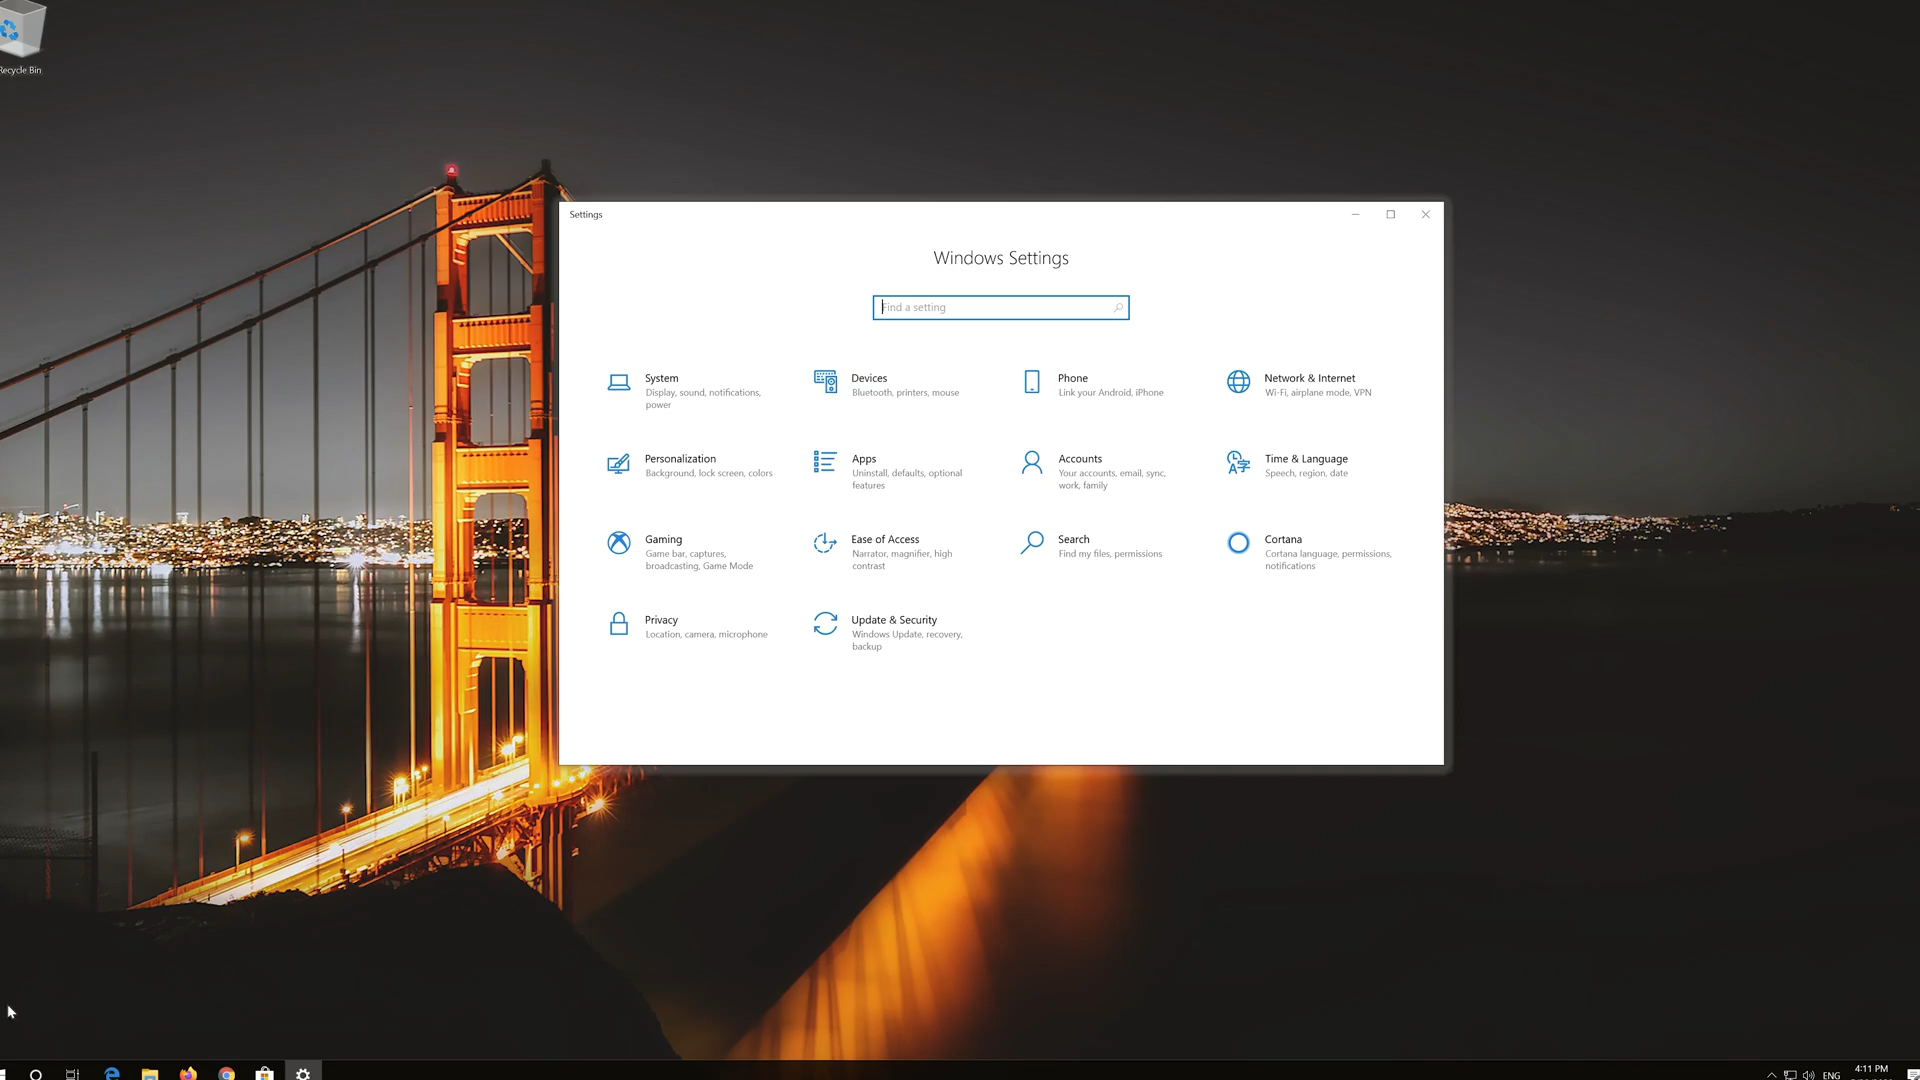 Recycle Bin
Settings
Windows Settings
Find a setting
System
Display, sound, notifications,
power
Devices
Bluetooth, printers, mouse
Phone
Link your Android, iPhone
Network & Internet
Wi-Fi, airplane mode, VPN
Personalization
Background, lock screen, colors
Apps
Uninstall, defaults, optional
features
Accounts
Your accounts, email, sync,
work, family
Time & Language
Speech, region, date
Gaming
Game bar, captures,
broadcasting, Game Mode
Ease of Access
Narrator, magnifier, high
contrast
Search
Find my files, permissions
Cortana
Cortana language, permissions,
notifications
Privacy
Location, camera, microphone
Update & Security
Windows Update, recovery,
backup
ENG
4:11 PM